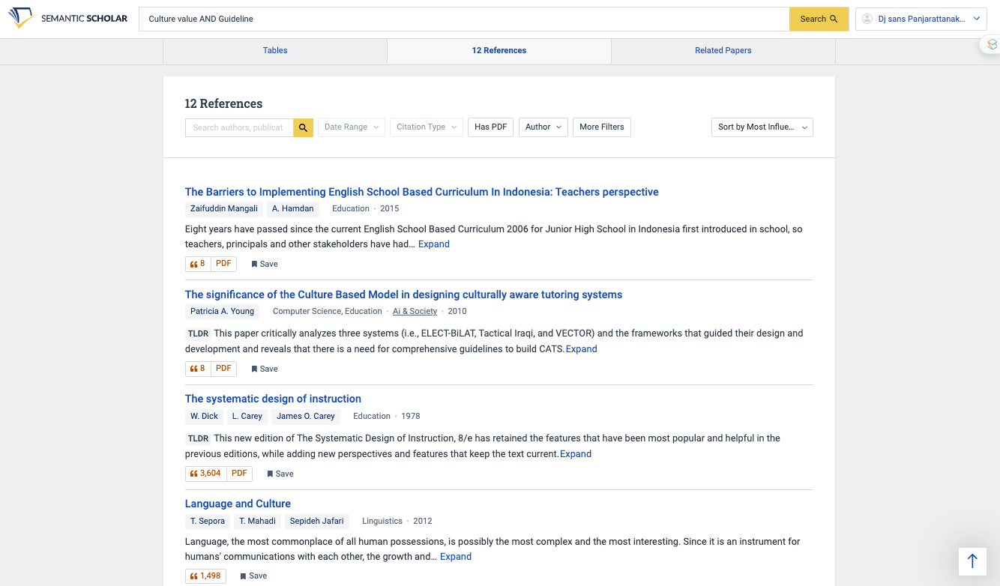 SEMANTIC SCHOLAR
Culture value AND Guideline
Search
Dj sans Panjarattanak...
Tables
12 References
Related Papers
12 References
Search authors, publicat
Date Range
Citation Type
Has PDF
Author
More Filters
Sort by Most Influe...
The Barriers to Implementing English School Based Curriculum In Indonesia: Teachers perspective
Zaifuddin Mangali A. Hamdan Education · 2015
Eight years have passed since the current English School Based Curriculum 2006 for Junior High School in Indonesia first introduced in school, so
teachers, principals and other stakeholders have had... Expand
8 PDF Save
The significance of the Culture Based Model in designing culturally aware tutoring systems
Patricia A. Young Computer Science, Education · Ai & Society · 2010
TLDR This paper critically analyzes three systems (i.e., ELECT-BiLAT, Tactical Iraqi, and VECTOR) and the frameworks that guided their design and
development and reveals that there is a need for comprehensive guidelines to build CATS. Expand
8 PDF Save
The systematic design of instruction
W. Dick L. Carey James O. Carey Education · 1978
TLDR This new edition of The Systematic Design of Instruction, 8/e has retained the features that have been most popular and helpful in the
previous editions, while adding new perspectives and features that keep the text current. Expand
3,604 PDF Save
Language and Culture
T. Sepora T. Mahadi Sepideh Jafari Linguistics · 2012
Language, the most commonplace of all human possessions, is possibly the most complex and the most interesting. Since it is an instrument for
humans' communications with each other, the growth and... Expand
1,498 Save